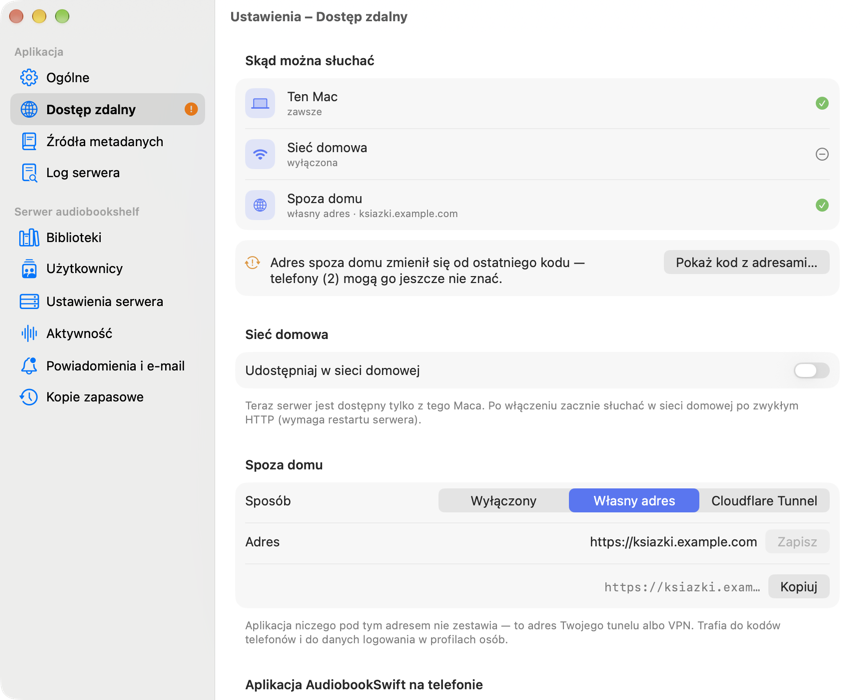 Aplikacja
Ogólne
Dostęp zdalny
Źródła metadanych
Log serwera
Serwer audiobookshelf
Biblioteki
Użytkownicy
Ustawienia serwera
Aktywność
Powiadomienia i e-mail
Kopie zapasowe
Ustawienia – Dostęp zdalny
Skąd można słuchać
Ten Mac
zawsze
Sieć domowa
wyłączona
Spoza domu
własny adres · ksiazki.example.com
Adres spoza domu zmienił się od ostatniego kodu —
telefony (2) mogą go jeszcze nie znać.
Pokaż kod z adresami...
Sieć domowa
Udostępniaj w sieci domowej
Teraz serwer jest dostępny tylko z tego Maca. Po włączeniu zacznie słuchać w sieci domowej po zwykłym
HTTP (wymaga restartu serwera).
Spoza domu
Sposób
Wyłączony
Własny adres
Cloudflare Tunnel
Adres
https://ksiazki.example.com
Zapisz
https://ksiazki.exam…
Kopiuj
Aplikacja niczego pod tym adresem nie zestawia — to adres Twojego tunelu albo VPN. Trafia do kodów
telefonów i do danych logowania w profilach osób.
Aplikacja AudiobookSwift na telefonie